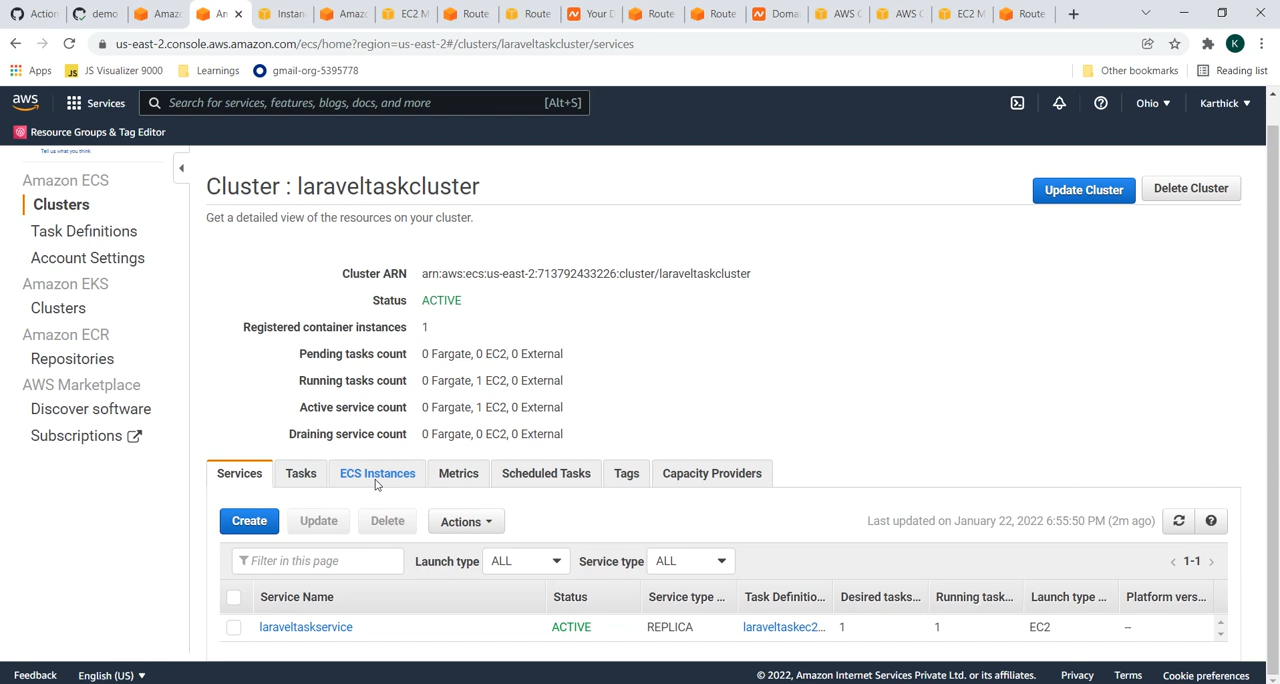 Action
demo
Amaz
An
Instan
Amaz
EC2 M
Route
Route
Your D
Route
Route
Domai
AWS C
AWS C
EC2 M
Route
us-east-2.console.aws.amazon.com/ecs/home?region=us-east-2#/clusters/laraveltaskcluster/services
K
Apps
JS
JS Visualizer 9000
Learnings
gmail-org-5395778
Other bookmarks
Reading list
aws
Services
Search for services, features, blogs, docs, and more
[Alt+S]
Ohio ▼
Karthick ▼
Resource Groups & Tag Editor
Tell us what you think
Amazon ECS
Clusters
Task Definitions
Account Settings
Amazon EKS
Clusters
Amazon ECR
Repositories
AWS Marketplace
Discover software
Subscriptions
Cluster : laraveltaskcluster
Update Cluster
Delete Cluster
Get a detailed view of the resources on your cluster.
Cluster ARN arn:aws:ecs:us-east-2:713792433226:cluster/laraveltaskcluster
Status ACTIVE
Registered container instances 1
Pending tasks count 0 Fargate, 0 EC2, 0 External
Running tasks count 0 Fargate, 1 EC2, 0 External
Active service count 0 Fargate, 1 EC2, 0 External
Draining service count 0 Fargate, 0 EC2, 0 External
Services Tasks ECS Instances Metrics Scheduled Tasks Tags Capacity Providers
Create Update Delete Actions
Last updated on January 22, 2022 6:55:50 PM (2m ago)
Filter in this page
Launch type ALL
Service type ALL
< 1-1 >
Service Name Status Service type ... Task Definitio... Desired tasks... Running task... Launch type ... Platform vers...
laraveltaskservice ACTIVE REPLICA laraveltaskec2... 1 1 EC2 --
Feedback English (US) ▼ © 2022, Amazon Internet Services Private Ltd. or its affiliates. Privacy Terms Cookie preferences